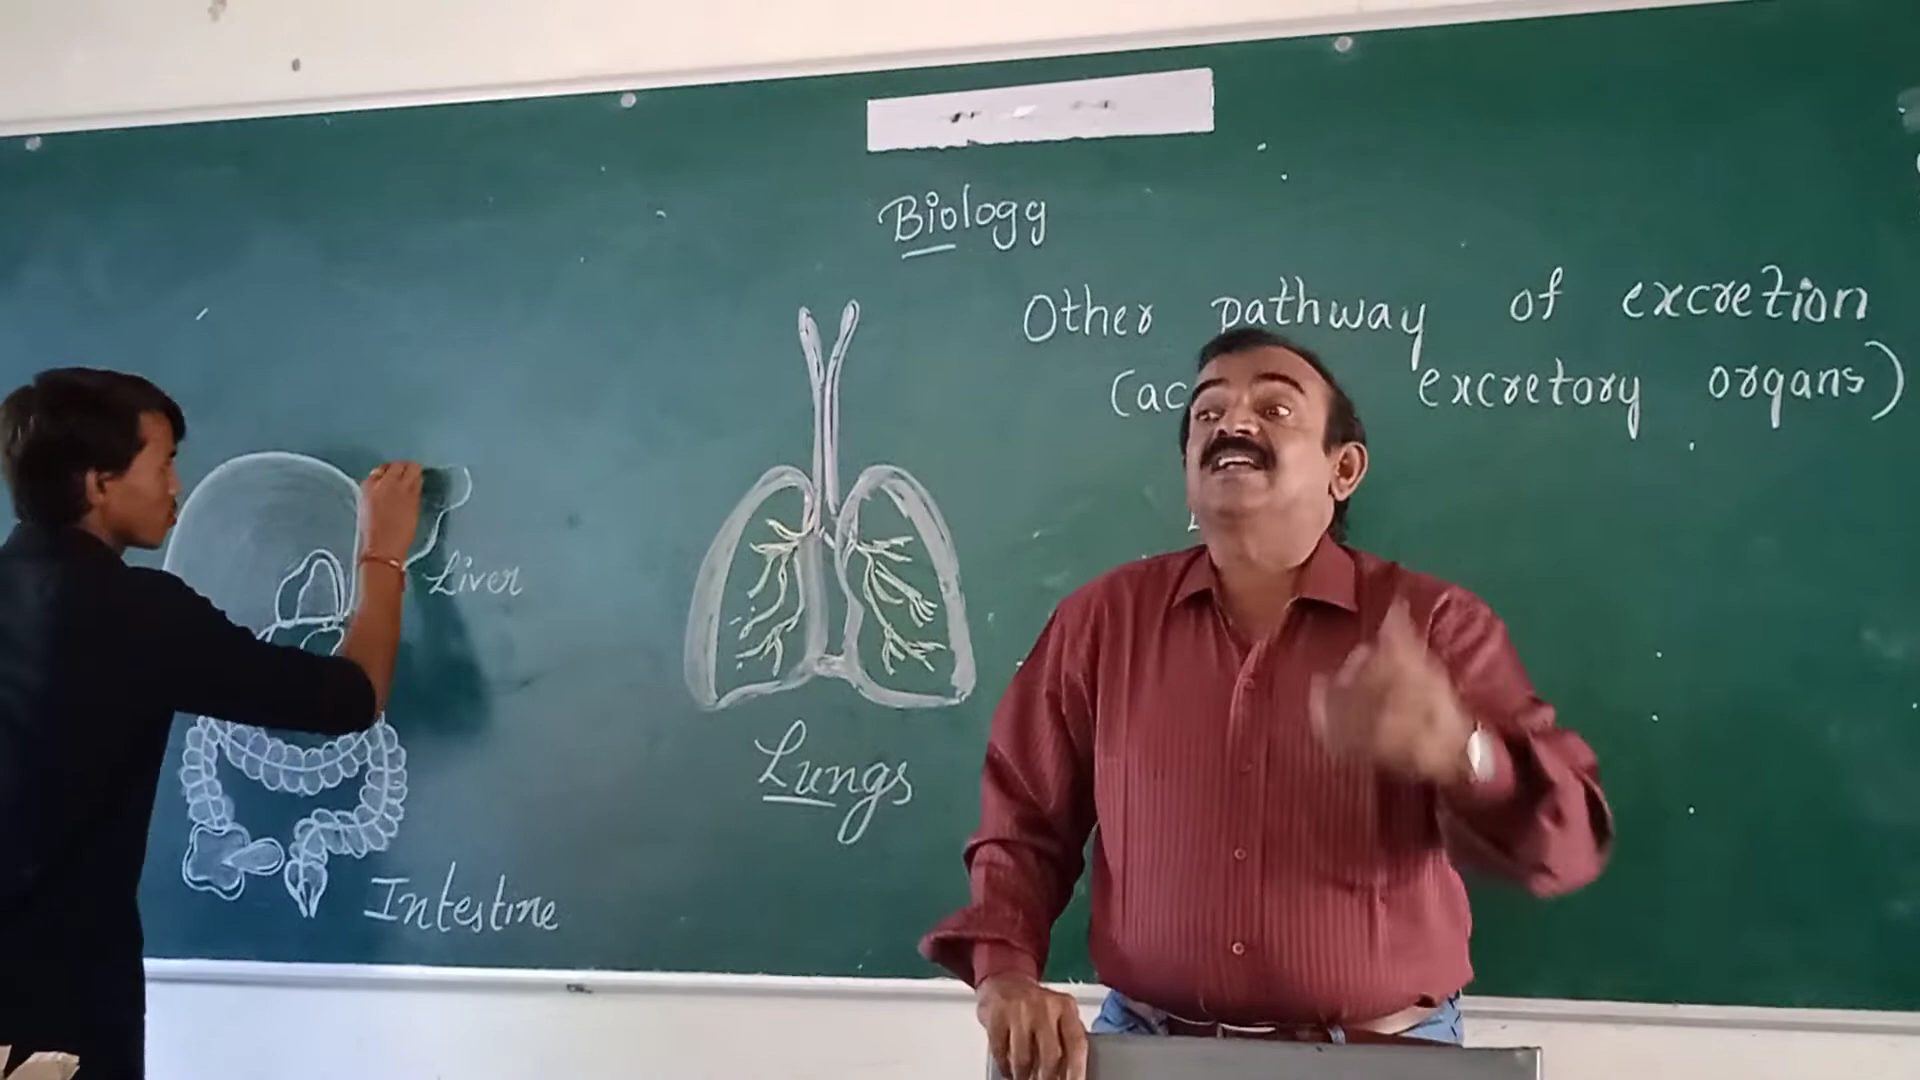 Biology
Other pathway of excretion
(ac excretory organs)
Liver
Lungs
Intestine